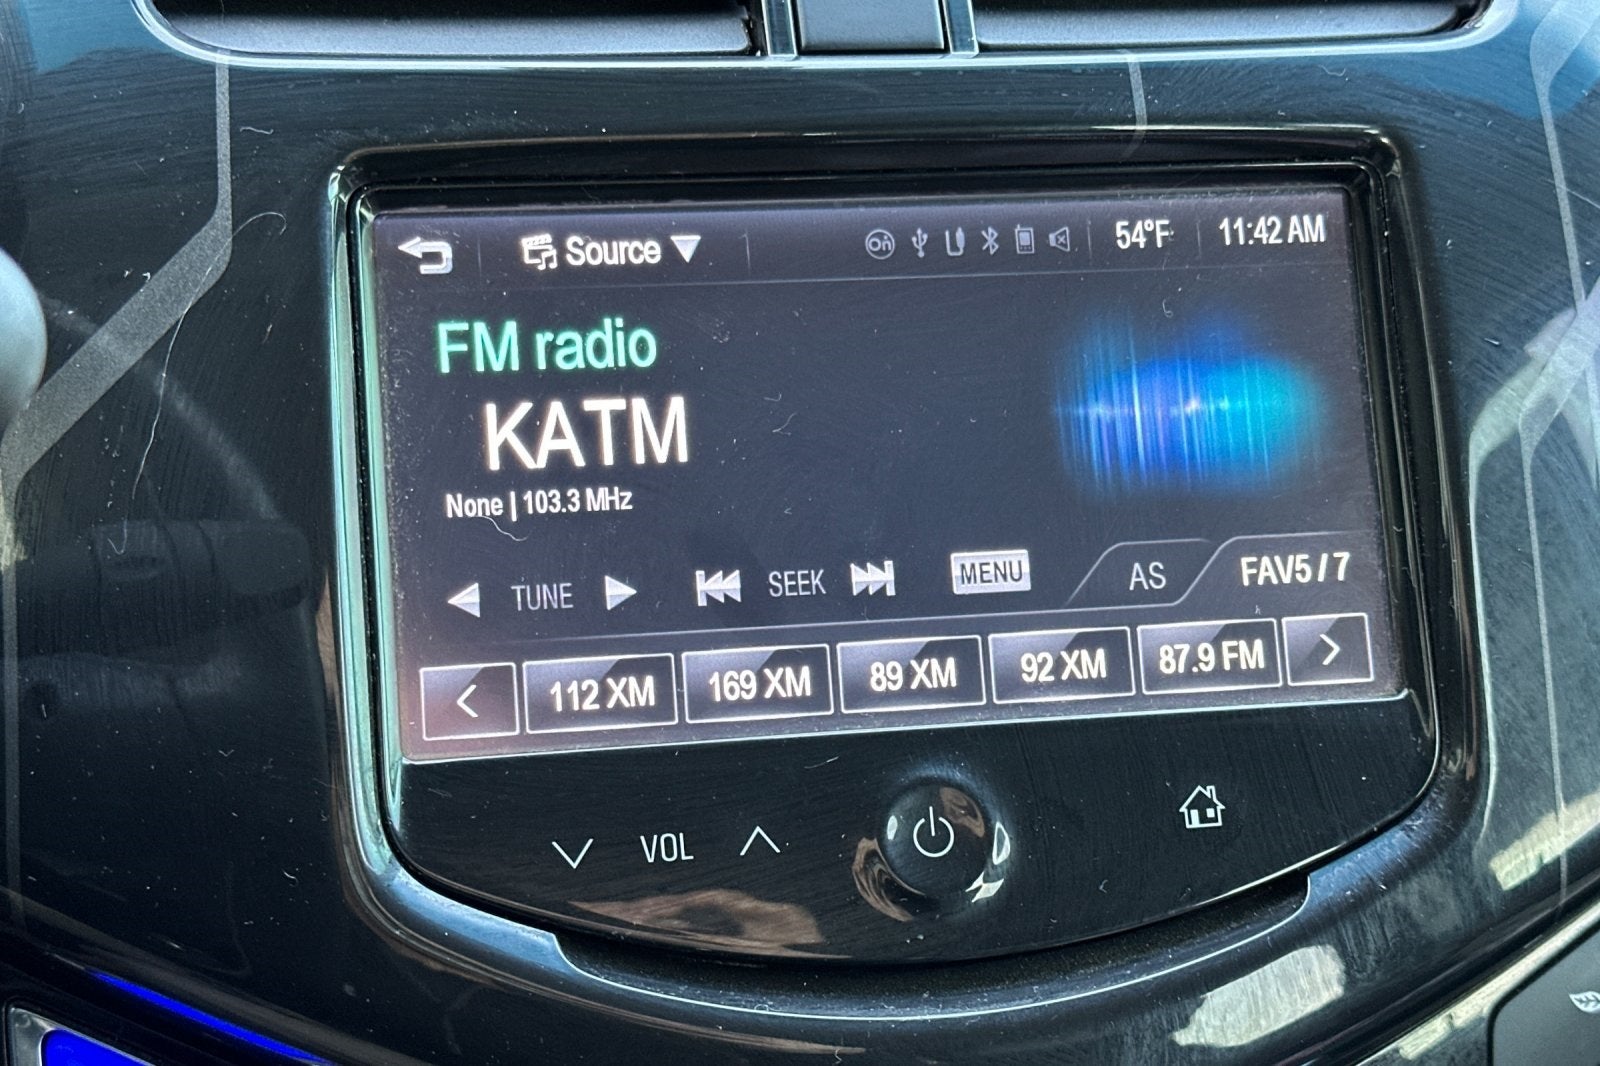 Source On 54°F 11:42 AM
FM radio
KATM
None | 103.3 MHz
TUNE SEEK MENU AS FAV5 / 7
112 XM 169 XM 89 XM 92 XM 87.9 FM
VOL